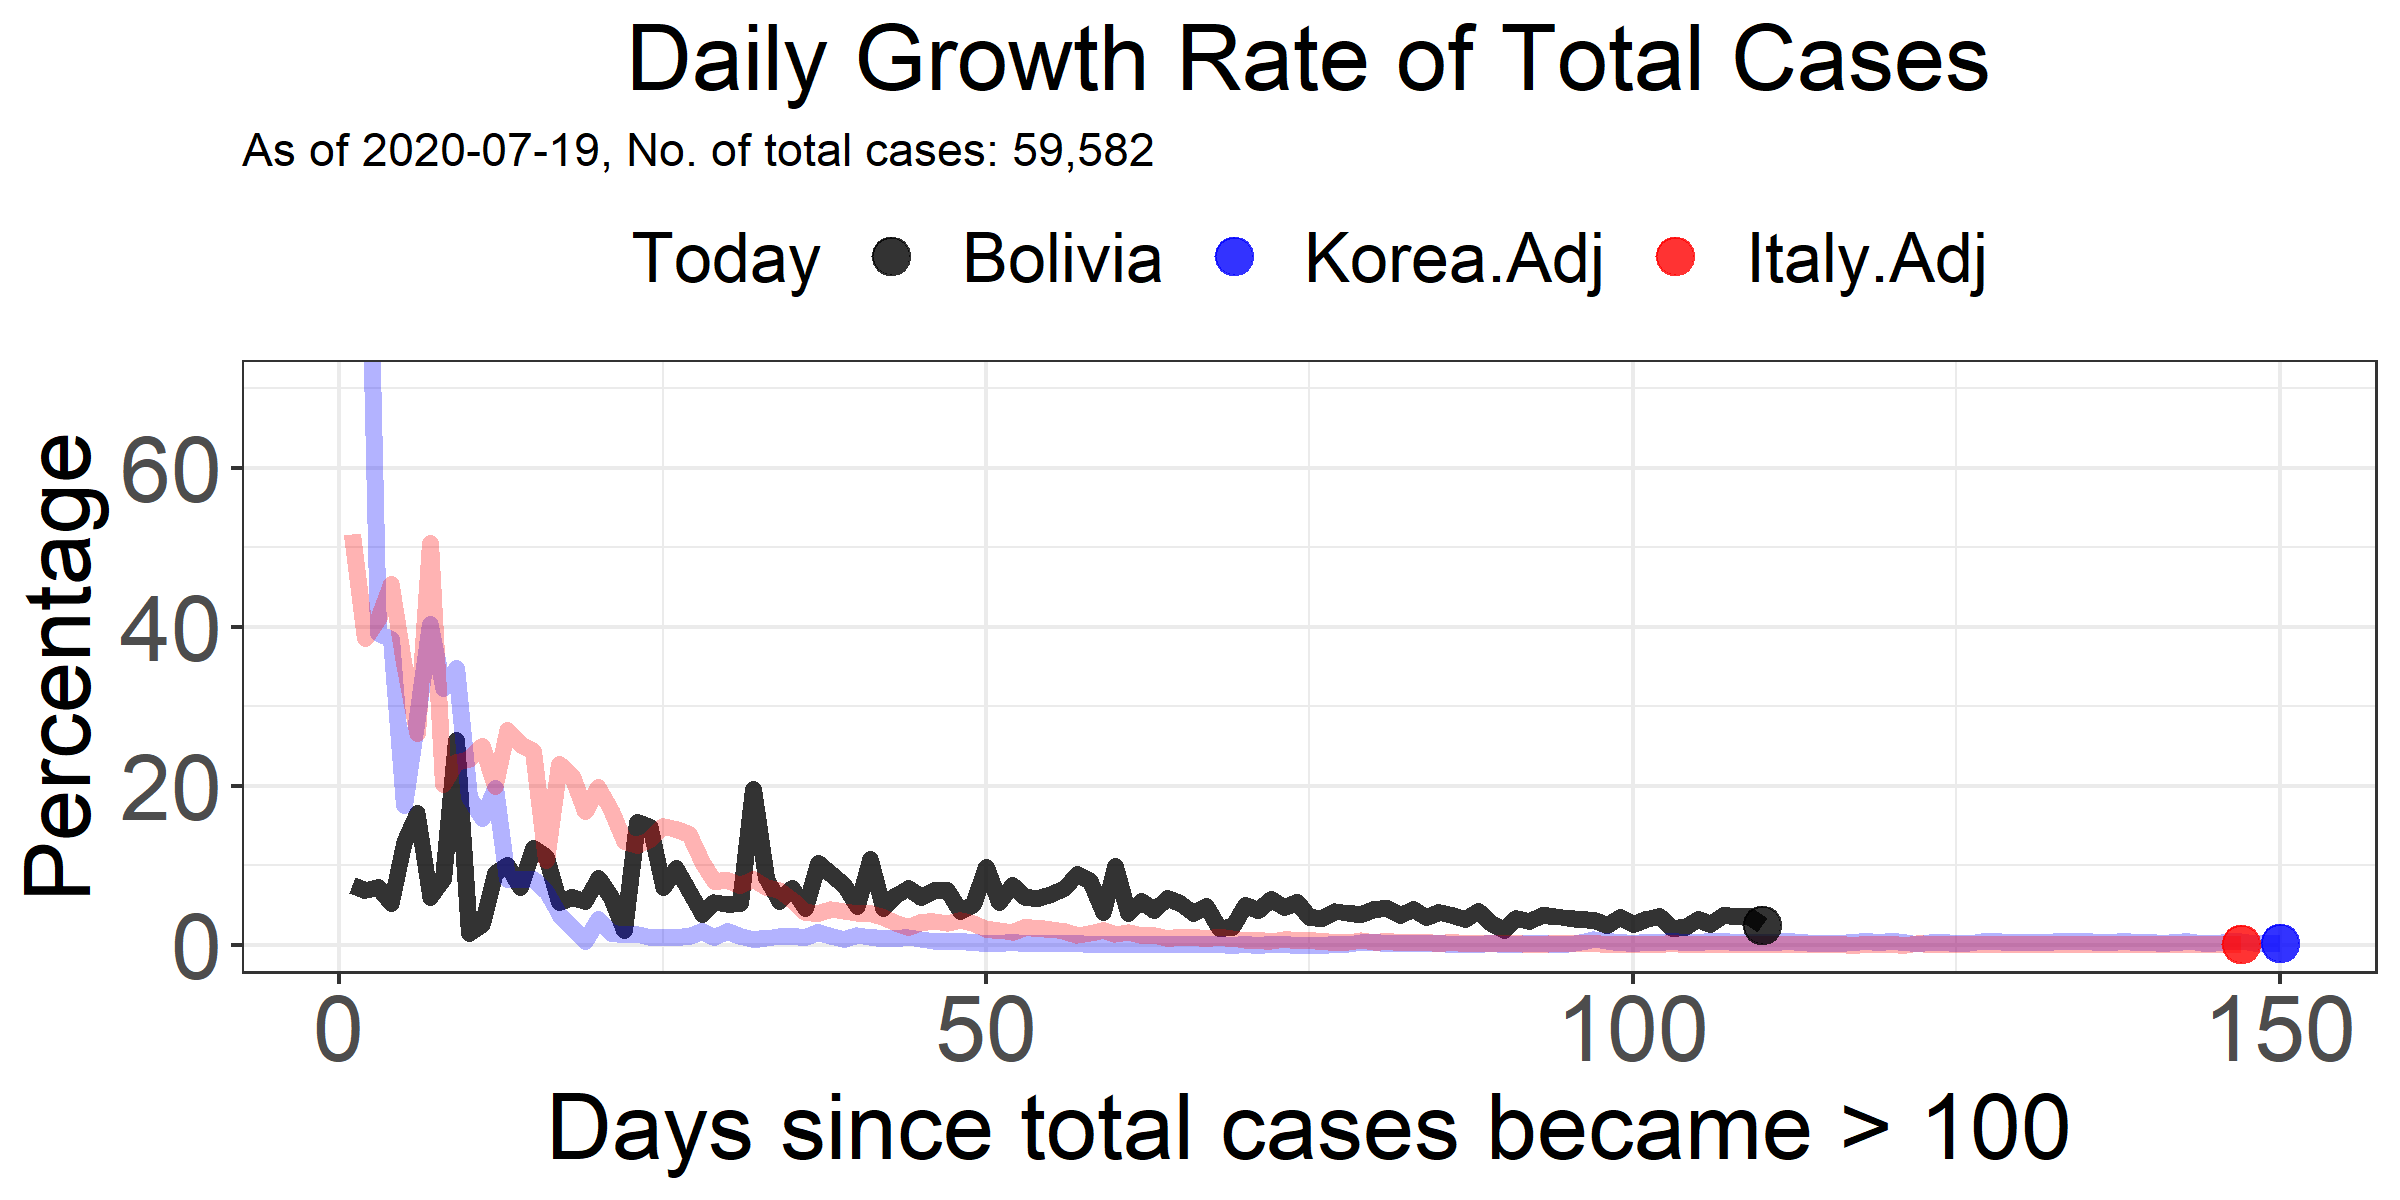 Daily Growth Rate of Total Cases
As of 2020-07-19, No. of total cases: 59,582
Today Bolivia Korea.Adj Italy.Adj
Percentage
60
40
20
0
0 50 100 150
Days since total cases became > 100